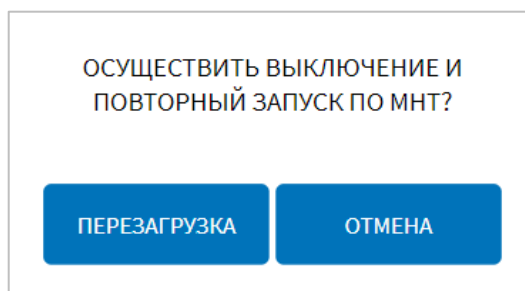 ОСУЩЕСТВИТЬ ВЫКЛЮЧЕНИЕ И
ПОВТОРНЫЙ ЗАПУСК ПО МНТ?
ПЕРЕЗАГРУЗКА
ОТМЕНА